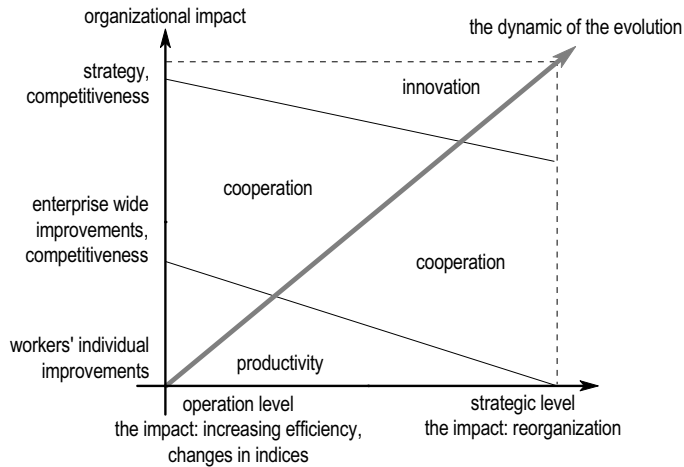 organizational impact
the dynamic of the evolution
strategy,
competitiveness
innovation
cooperation
enterprise wide
improvements,
competitiveness
cooperation
workers' individual
improvements
productivity
operation level
the impact: increasing efficiency,
changes in indices
strategic level
the impact: reorganization